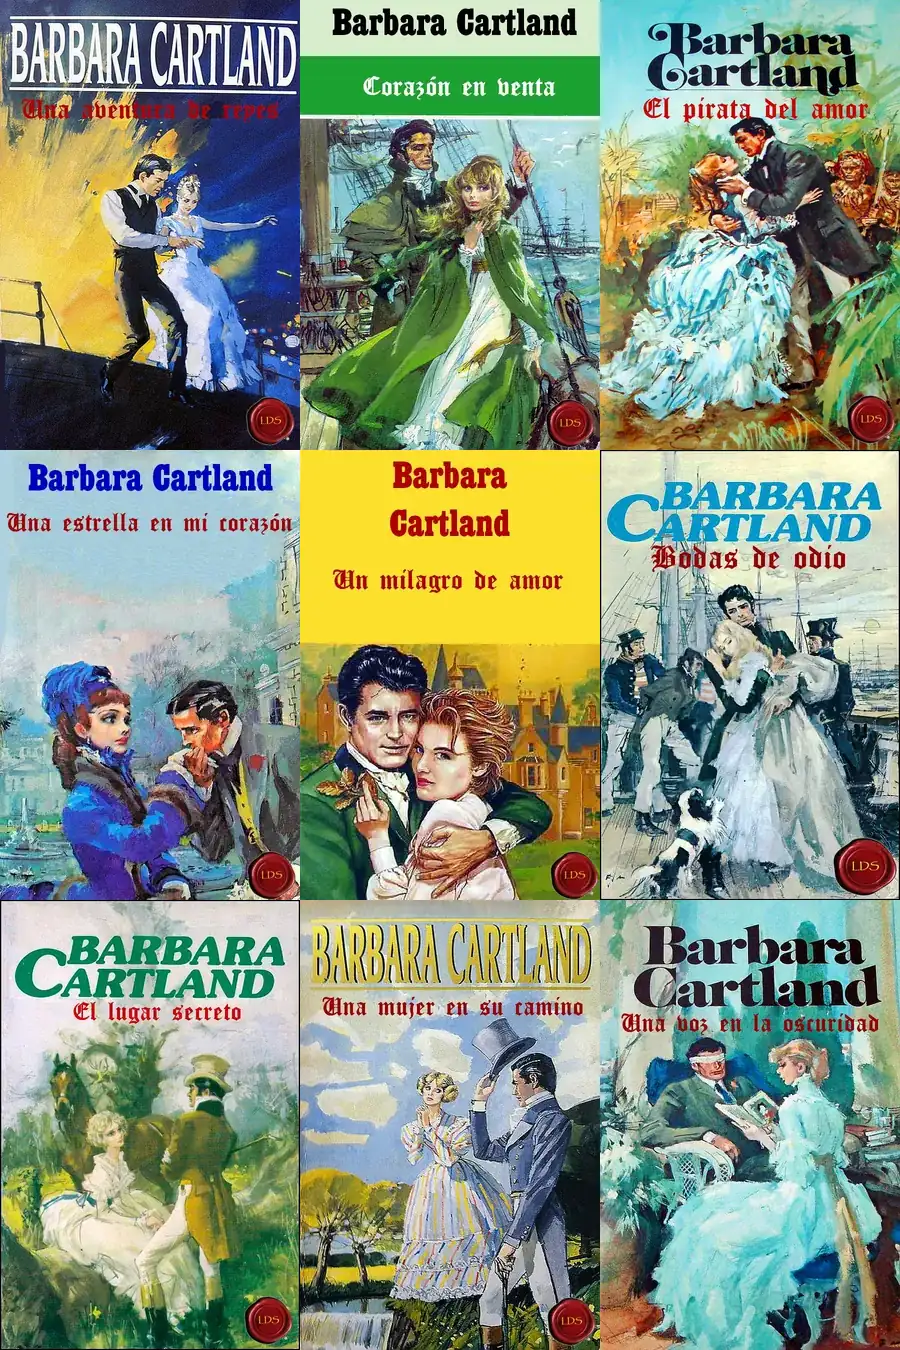 BARBARA CARTLAND
Una aventura de reyes
LDS
Barbara Cartland
Corazón en venta
LDS
Barbara
Cartland
El pirata del amor
LDS
Barbara Cartland
Una estrella en mi corazón
LDS
Barbara
Cartland
Un milagro de amor
LDS
BARBARA
CARTLAND
Bodas de odio
LDS
BARBARA
CARTLAND
El lugar secreto
LDS
BARBARA CARTLAND
Una mujer en su camino
LDS
Barbara
Cartland
Una voz en la oscuridad